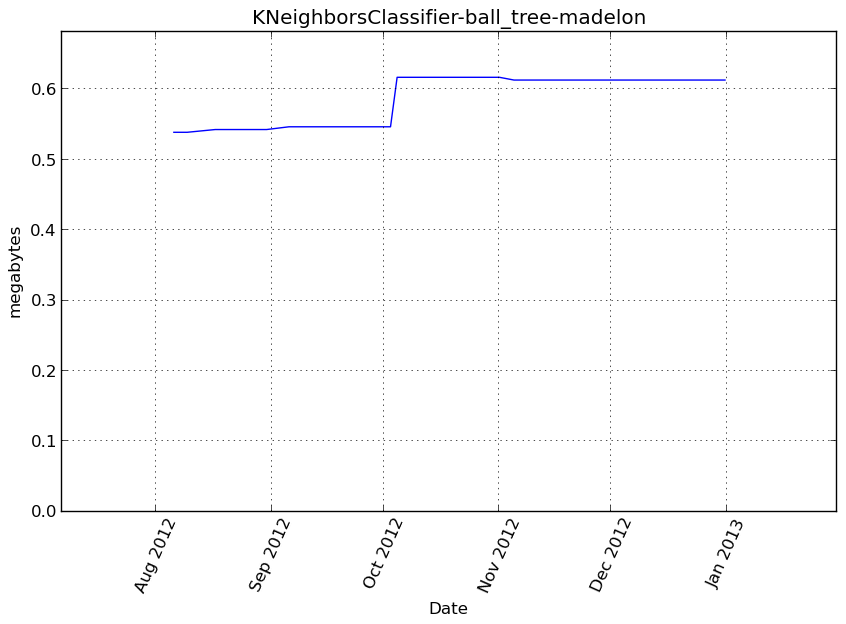 KNeighborsClassifier-ball_tree-madelon
megabytes
0.6
0.5
0.4
0.3
0.2
0.1
0.0
Aug 2012
Sep 2012
Oct 2012
Nov 2012
Dec 2012
Jan 2013
Date